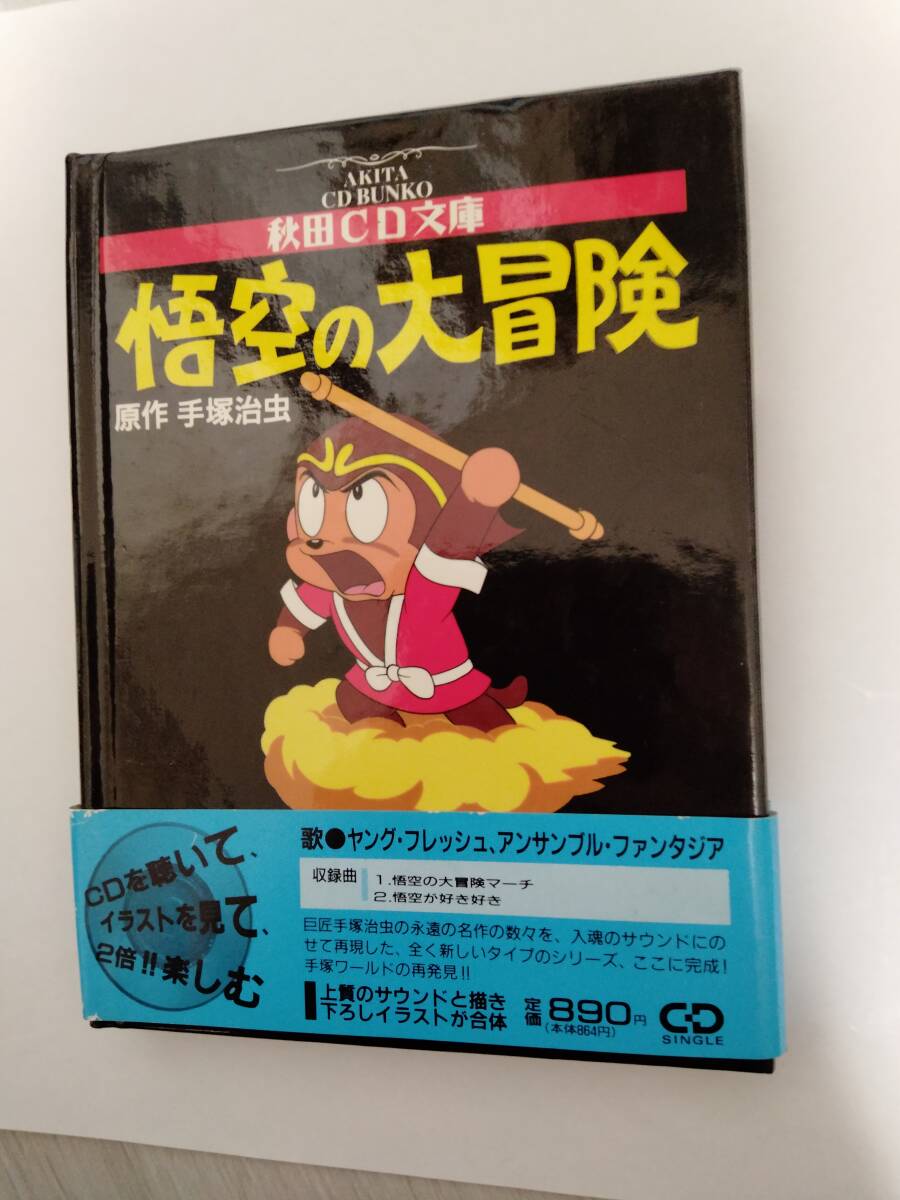 AKITA
CD BUNKO
秋田CD文庫
悟空の大冒険
原作 手塚治虫
CDを聴いて、
イラストを見て、
2倍!!楽しむ
歌●ヤング・フレッシュ、アンサンブル・ファンタジア
収録曲
1.悟空の大冒険マーチ
2.悟空が好き好き
巨匠手塚治虫の永遠の名作の数々を、入魂のサウンドにの
せて再現した、全く新しいタイプのシリーズ、ここに完成!
手塚ワールドの再発見!!
上質のサウンドと描き
下ろしイラストが合体
定価890円
(本体864円)
CD
SINGLE